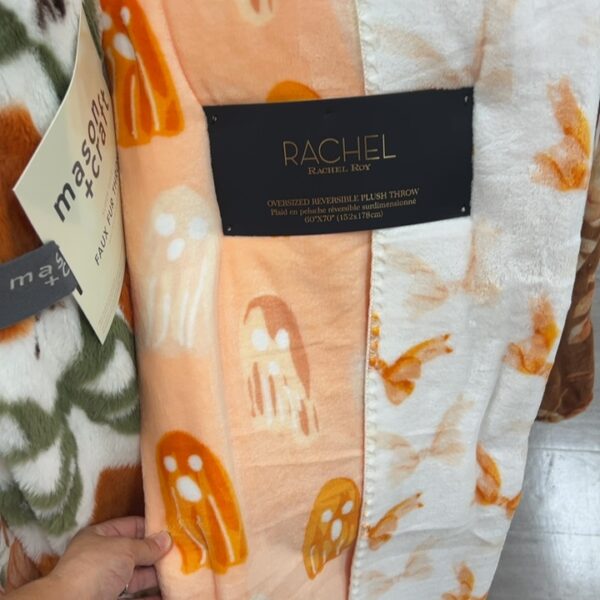 mason
+craft
FAUX FUR THROW
ma
+
RACHEL
RACHEL ROY
OVERSIZED REVERSIBLE PLUSH THROW
Plaid en peluche réversible surdimensionné
60"X70" (152x178cm)